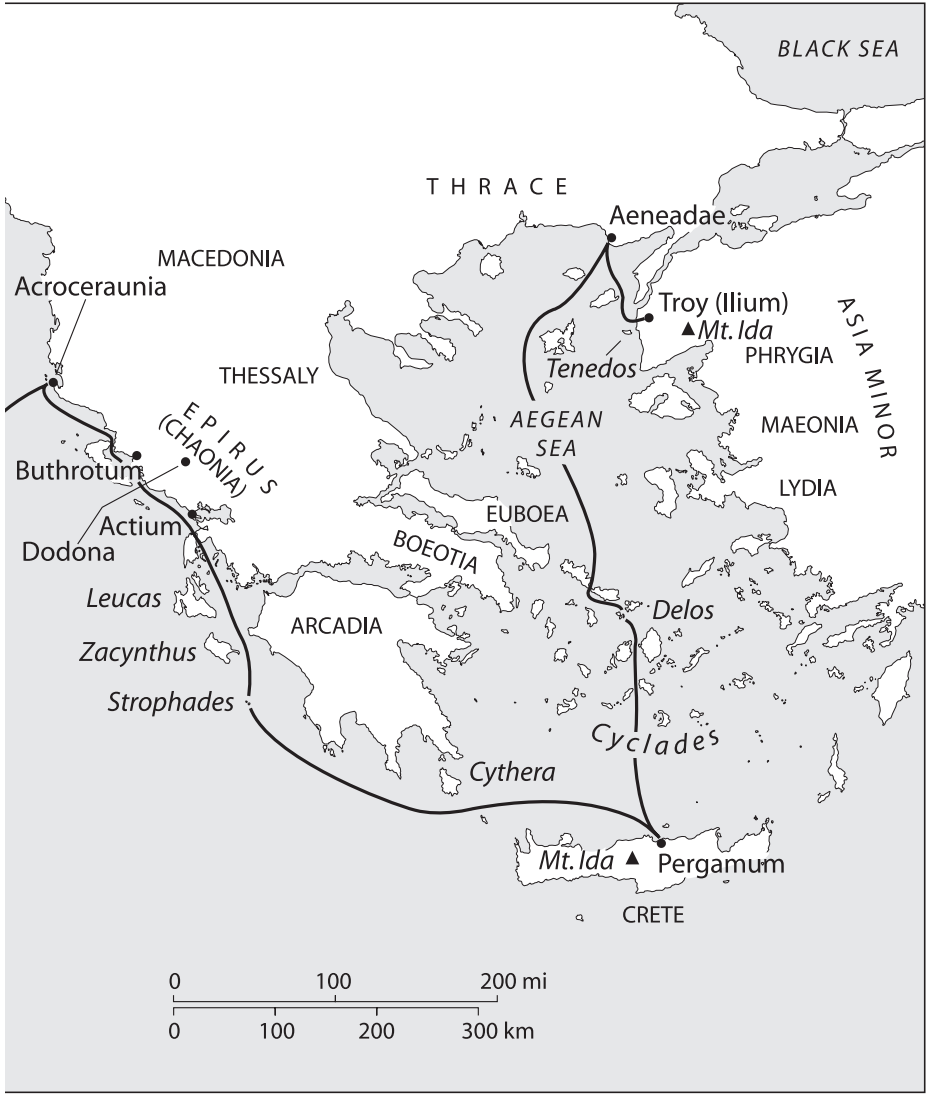 BLACK SEA
THRACE
Aeneadae
MACEDONIA
Acroceraunia
Troy (Ilium)
Mt. Ida
ASIA MINOR
PHRYGIA
THESSALY
Tenedos
EPIRUS
(CHAONIA)
AEGEAN
SEA
MAEONIA
Buthrotum
LYDIA
EUBOEA
Actium
BOEOTIA
Dodona
Leucas
Delos
ARCADIA
Zacynthus
Strophades
Cyclades
Cythera
Mt. Ida
Pergamum
CRETE
0 100 200 mi
0 100 200 300 km